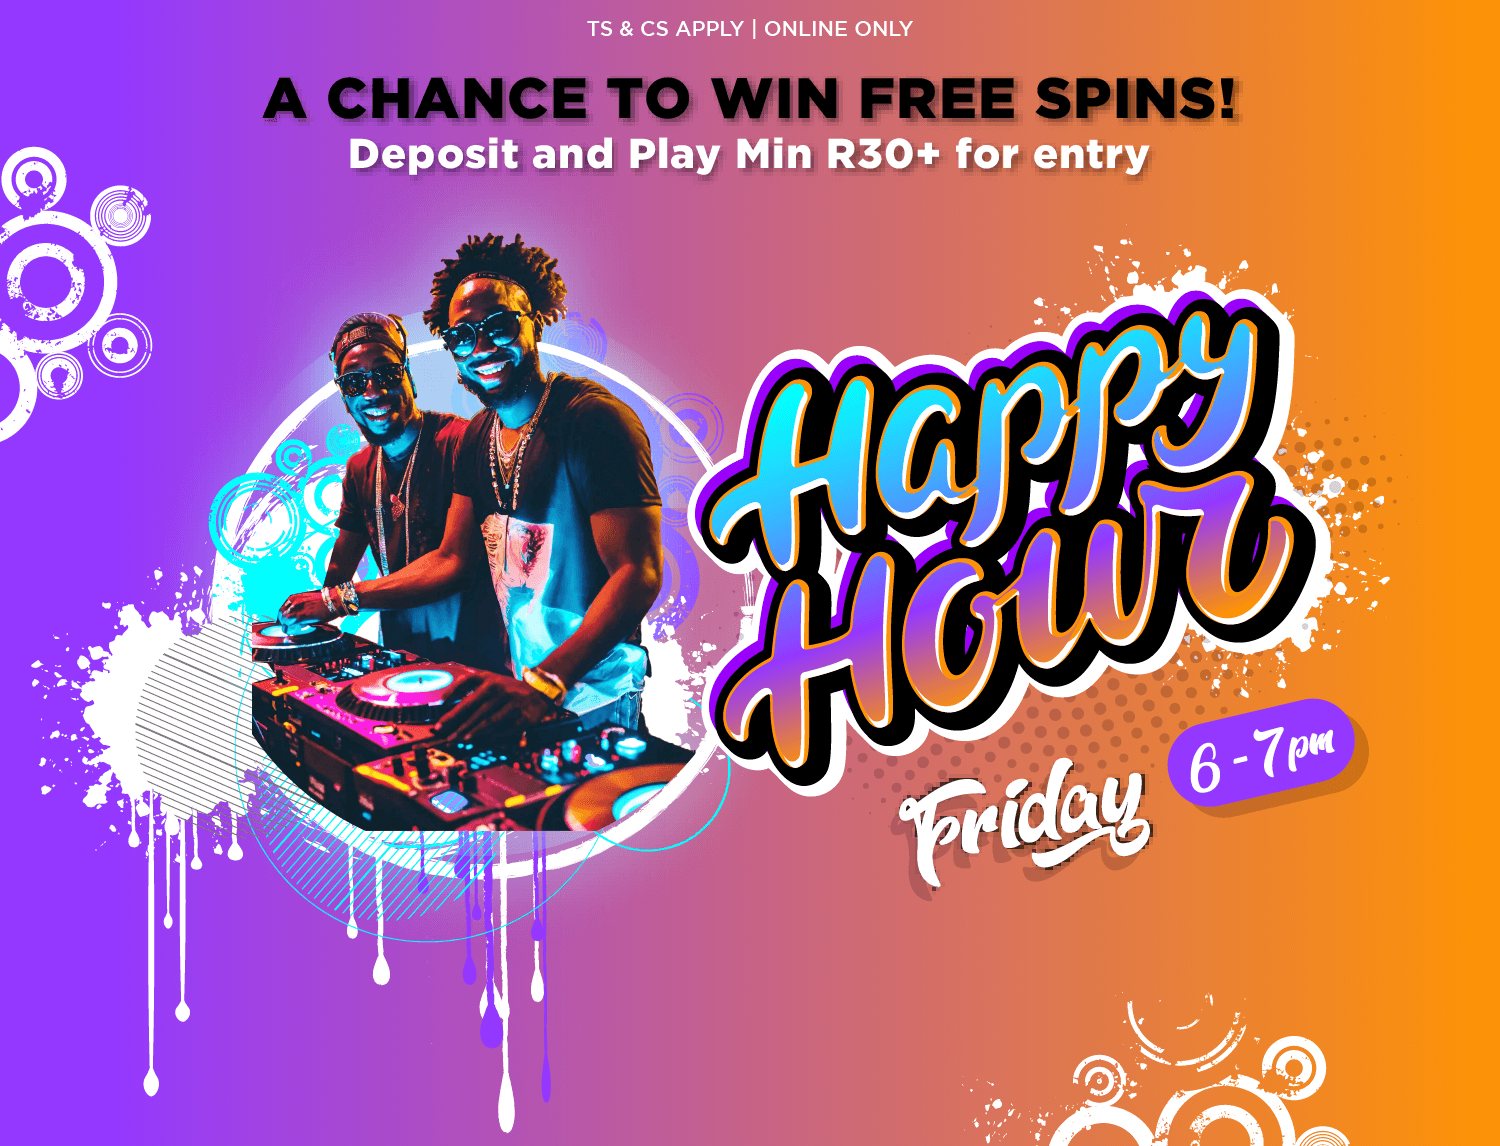 TS & CS APPLY | ONLINE ONLY
A CHANCE TO WIN FREE SPINS!
Deposit and Play Min R30+ for entry
Happy
Hour
6-7pm
Friday